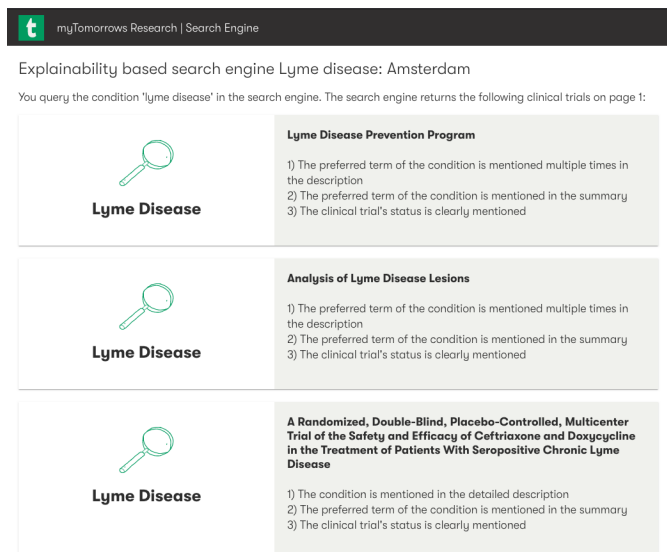 t myTomorrows Research | Search Engine
Explainability based search engine Lyme disease: Amsterdam
You query the condition 'lyme disease' in the search engine. The search engine returns the following clinical trials on page 1:
Lyme Disease
Lyme Disease Prevention Program
1) The preferred term of the condition is mentioned multiple times in
the description
2) The preferred term of the condition is mentioned in the summary
3) The clinical trial's status is clearly mentioned
Lyme Disease
Analysis of Lyme Disease Lesions
1) The preferred term of the condition is mentioned multiple times in
the description
2) The preferred term of the condition is mentioned in the summary
3) The clinical trial's status is clearly mentioned
Lyme Disease
A Randomized, Double-Blind, Placebo-Controlled, Multicenter
Trial of the Safety and Efficacy of Ceftriaxone and Doxycycline
in the Treatment of Patients With Seropositive Chronic Lyme
Disease
1) The condition is mentioned in the detailed description
2) The preferred term of the condition is mentioned in the summary
3) The clinical trial's status is clearly mentioned